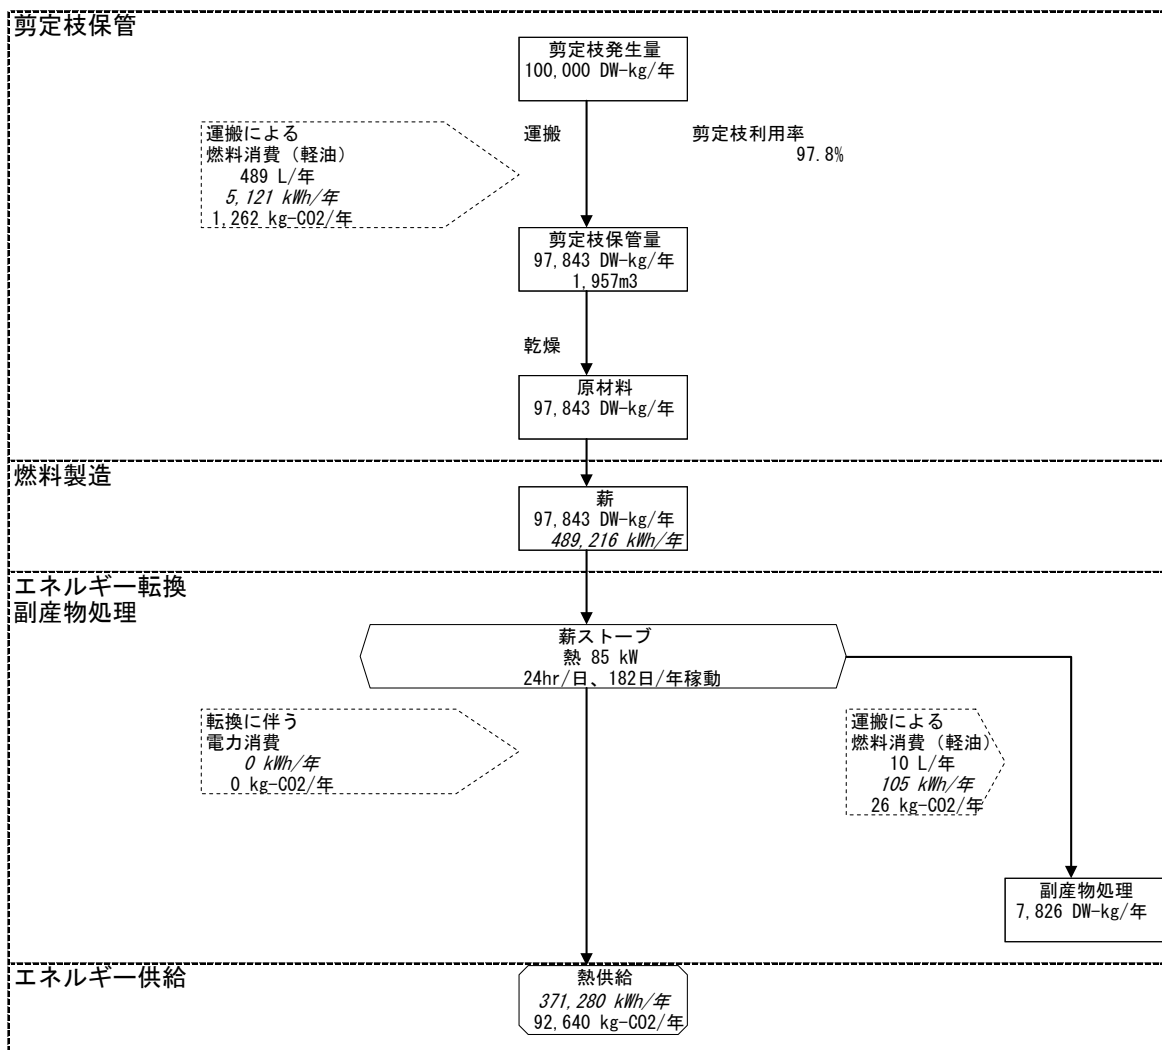 剪定枝保管
剪定枝発生量
100,000 DW-kg/年
運搬による
燃料消費（軽油）
489 L/年
5,121 kWh/年
1,262 kg-CO2/年
運搬
剪定枝利用率
97.8%
剪定枝保管量
97,843 DW-kg/年
1,957m3
乾燥
原材料
97,843 DW-kg/年
燃料製造
薪
97,843 DW-kg/年
489,216 kWh/年
エネルギー転換
副産物処理
薪ストーブ
熱 85 kW
24hr/日、182日/年稼動
転換に伴う
電力消費
0 kWh/年
0 kg-CO2/年
運搬による
燃料消費（軽油）
10 L/年
105 kWh/年
26 kg-CO2/年
副産物処理
7,826 DW-kg/年
エネルギー供給
熱供給
371,280 kWh/年
92,640 kg-CO2/年